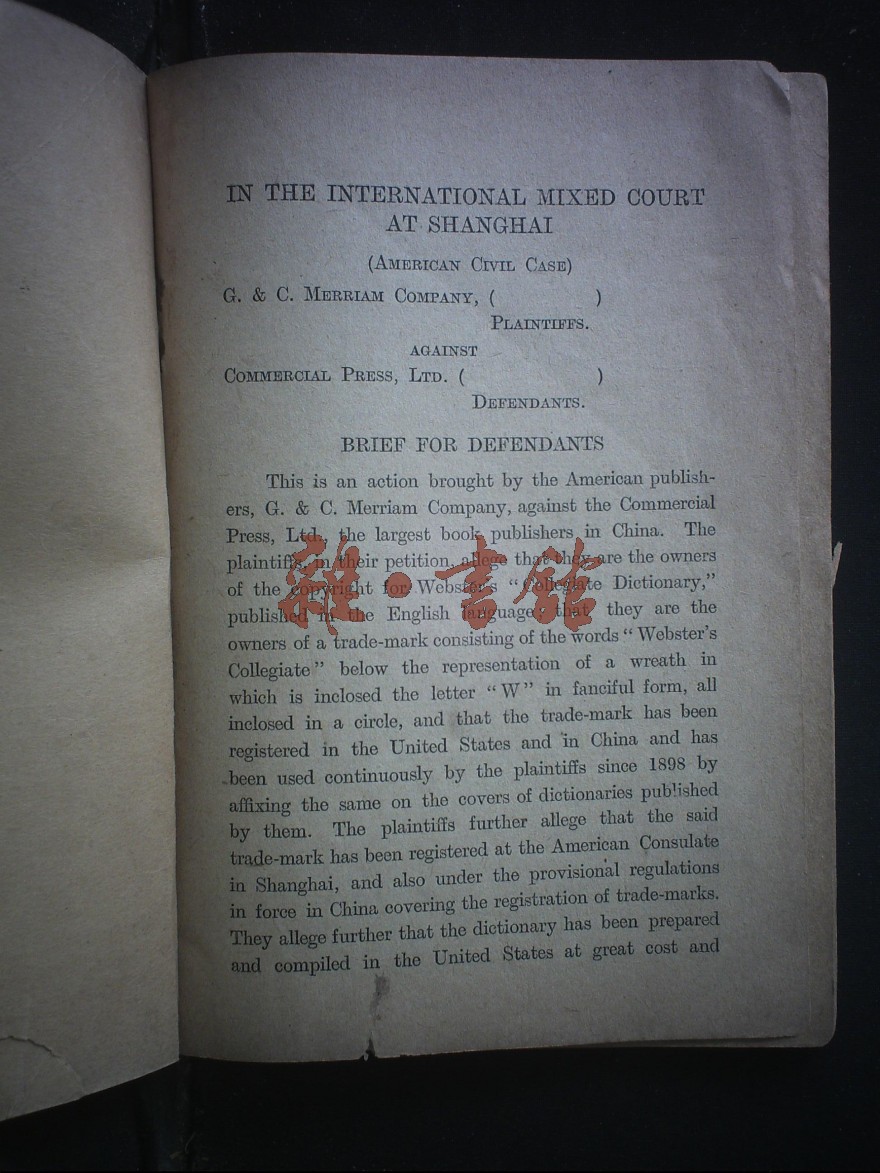 IN THE INTERNATIONAL MIXED COURT
AT SHANGHAI
(AMERICAN CIVIL CASE)
G. & C. MERRIAM COMPANY, ( )
PLAINTIFFS.
AGAINST
COMMERCIAL PRESS, LTD. ( )
DEFENDANTS.
BRIEF FOR DEFENDANTS
This is an action brought by the American publish-
ers, G. & C. Merriam Company, against the Commercial
Press, Ltd., the largest book publishers in China. The
plaintiffs, in their petition, allege that they are the owners
of the copyright for Webster's “Collegiate Dictionary,”
published in the English language; that they are the
owners of a trade-mark consisting of the words “Webster's
Collegiate” below the representation of a wreath in
which is inclosed the letter “W” in fanciful form, all
inclosed in a circle, and that the trade-mark has been
registered in the United States and in China and has
been used continuously by the plaintiffs since 1898 by
affixing the same on the covers of dictionaries published
by them. The plaintiffs further allege that the said
trade-mark has been registered at the American Consulate
in Shanghai, and also under the provisional regulations
in force in China covering the registration of trade-marks.
They allege further that the dictionary has been prepared
and compiled in the United States at great cost and
雜·書館